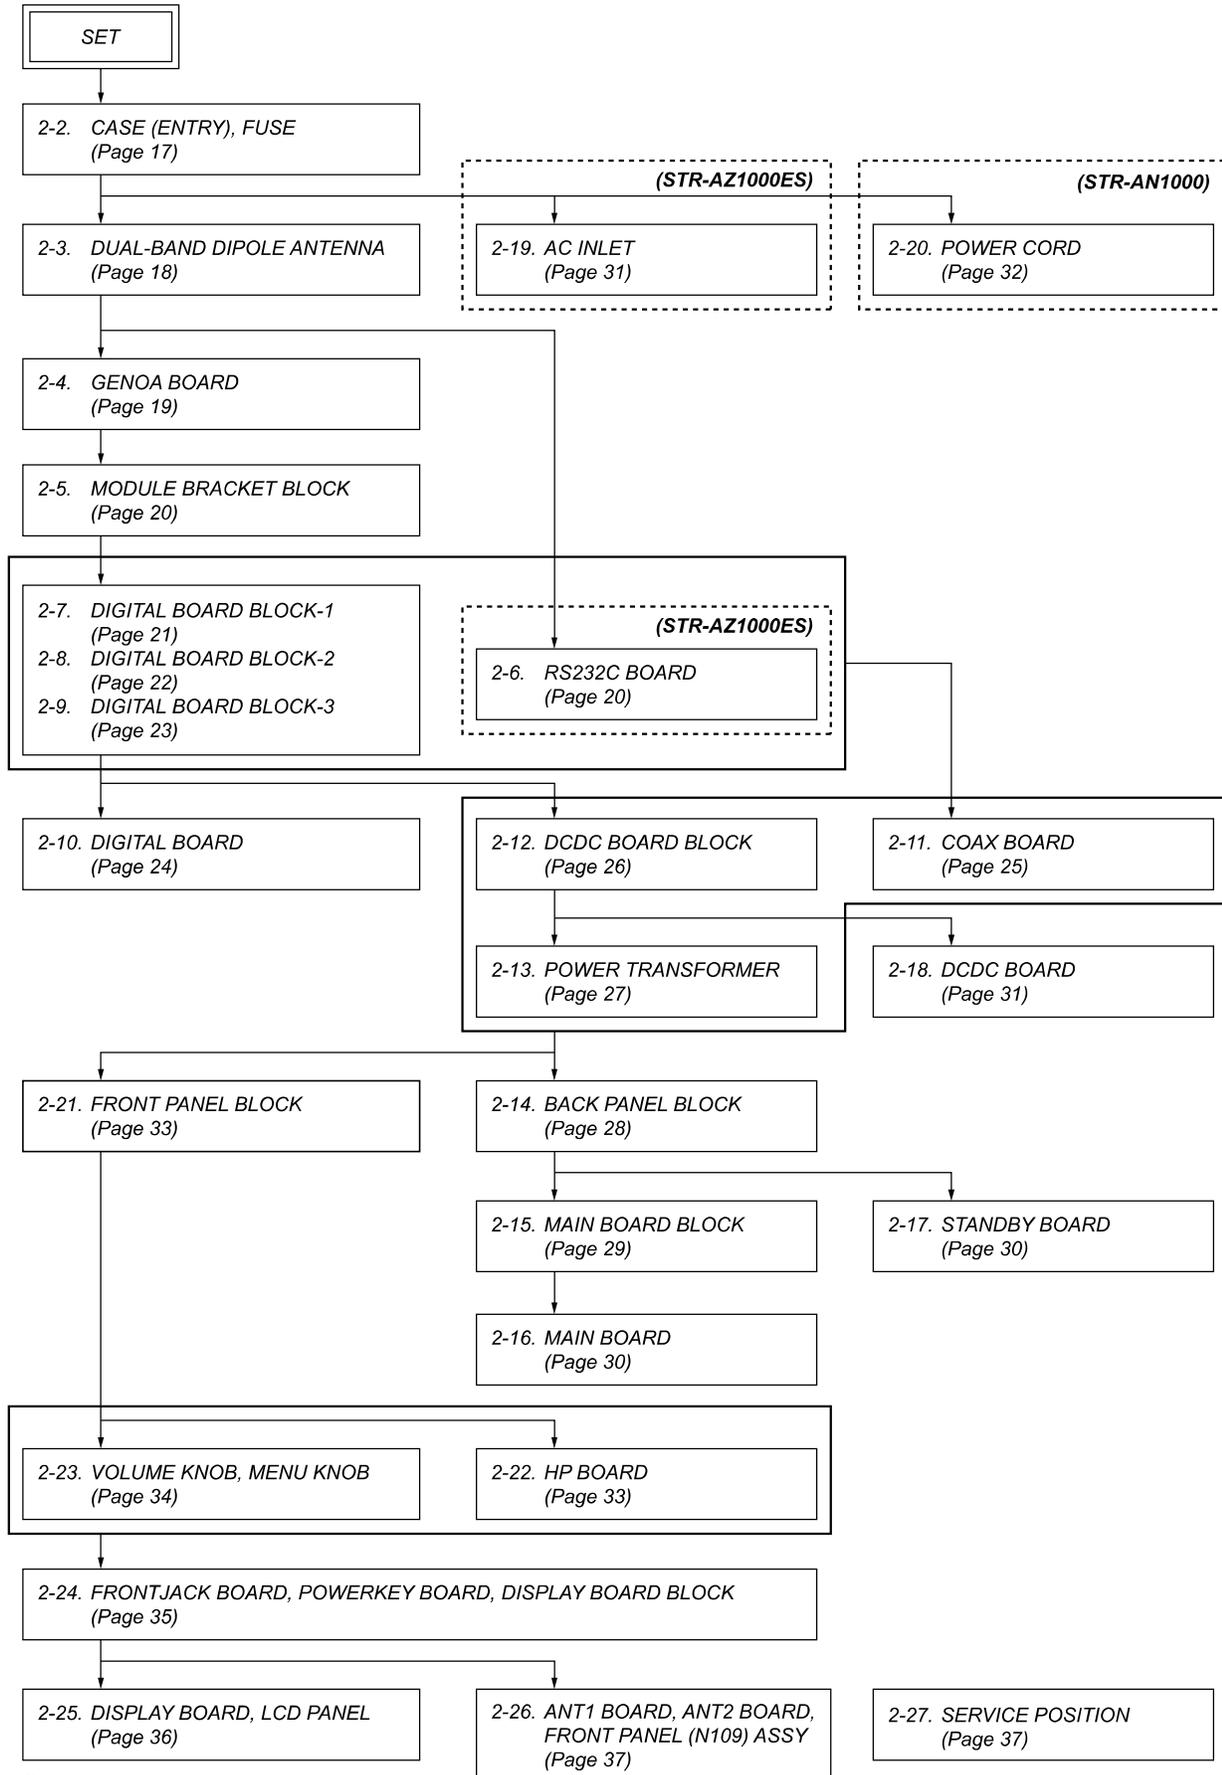 SET
2-2. CASE (ENTRY), FUSE
(Page 17)
(STR-AZ1000ES)
(STR-AN1000)
2-3. DUAL-BAND DIPOLE ANTENNA
(Page 18)
2-19. AC INLET
(Page 31)
2-20. POWER CORD
(Page 32)
2-4. GENOA BOARD
(Page 19)
2-5. MODULE BRACKET BLOCK
(Page 20)
2-7. DIGITAL BOARD BLOCK-1
(Page 21)
2-8. DIGITAL BOARD BLOCK-2
(Page 22)
2-9. DIGITAL BOARD BLOCK-3
(Page 23)
(STR-AZ1000ES)
2-6. RS232C BOARD
(Page 20)
2-10. DIGITAL BOARD
(Page 24)
2-12. DCDC BOARD BLOCK
(Page 26)
2-11. COAX BOARD
(Page 25)
2-13. POWER TRANSFORMER
(Page 27)
2-18. DCDC BOARD
(Page 31)
2-21. FRONT PANEL BLOCK
(Page 33)
2-14. BACK PANEL BLOCK
(Page 28)
2-15. MAIN BOARD BLOCK
(Page 29)
2-17. STANDBY BOARD
(Page 30)
2-16. MAIN BOARD
(Page 30)
2-23. VOLUME KNOB, MENU KNOB
(Page 34)
2-22. HP BOARD
(Page 33)
2-24. FRONTJACK BOARD, POWERKEY BOARD, DISPLAY BOARD BLOCK
(Page 35)
2-25. DISPLAY BOARD, LCD PANEL
(Page 36)
2-26. ANT1 BOARD, ANT2 BOARD,
FRONT PANEL (N109) ASSY
(Page 37)
2-27. SERVICE POSITION
(Page 37)